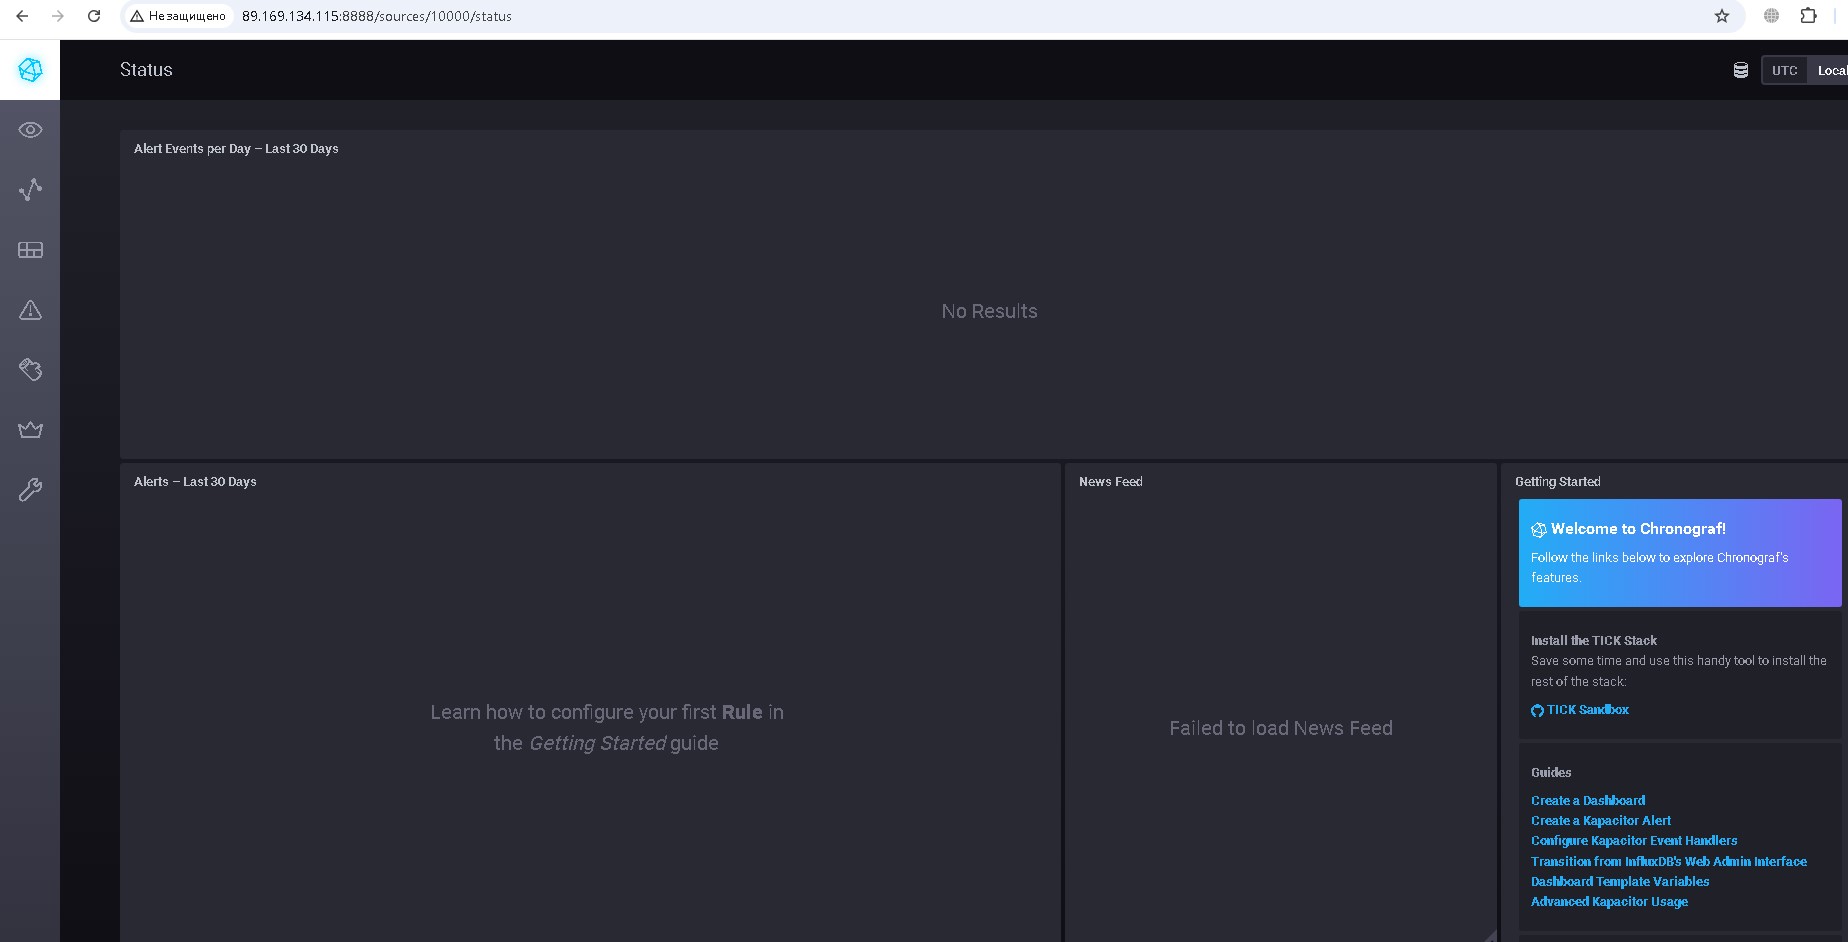 Не защищено
89.169.134.115:8888/sources/10000/status
Status
UTC
Local
Alert Events per Day – Last 30 Days
No Results
Alerts – Last 30 Days
Learn how to configure your first Rule in
the Getting Started guide
News Feed
Failed to load News Feed
Getting Started
Welcome to Chronograf!
Follow the links below to explore Chronograf's
features.
Install the TICK Stack
Save some time and use this handy tool to install the
rest of the stack:
TICK Sandbox
Guides
Create a Dashboard
Create a Kapacitor Alert
Configure Kapacitor Event Handlers
Transition from InfluxDB's Web Admin Interface
Dashboard Template Variables
Advanced Kapacitor Usage